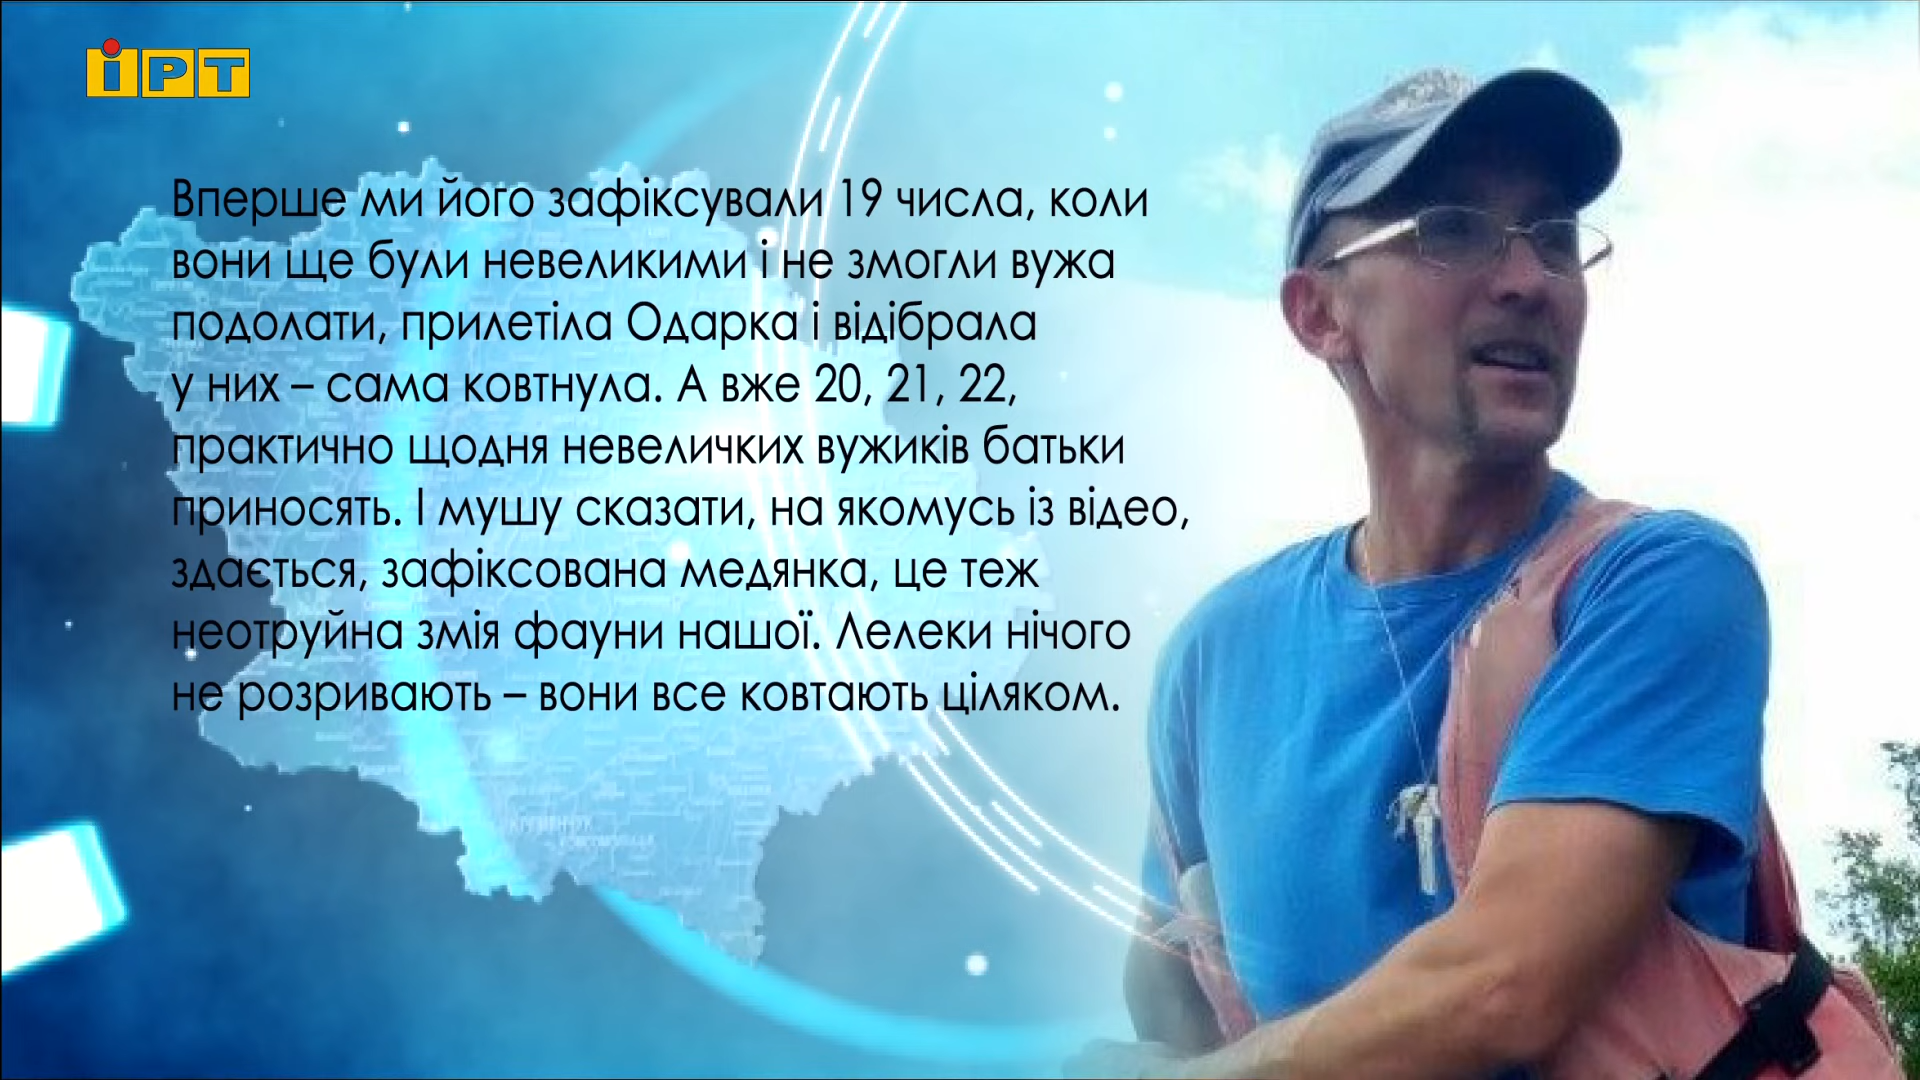 іРТ
Вперше ми його зафіксували 19 числа, коли
вони ще були невеликими і не змогли вужа
подолати, прилетіла Одарка і відібрала
у них – сама ковтнула. А вже 20, 21, 22,
практично щодня невеличких вужиків батьки
приносять. І мушу сказати, на якомусь із відео,
здається, зафіксована медянка, це теж
неотруйна змія фауни нашої. Лелеки нічого
не розривають – вони все ковтають ціляком.